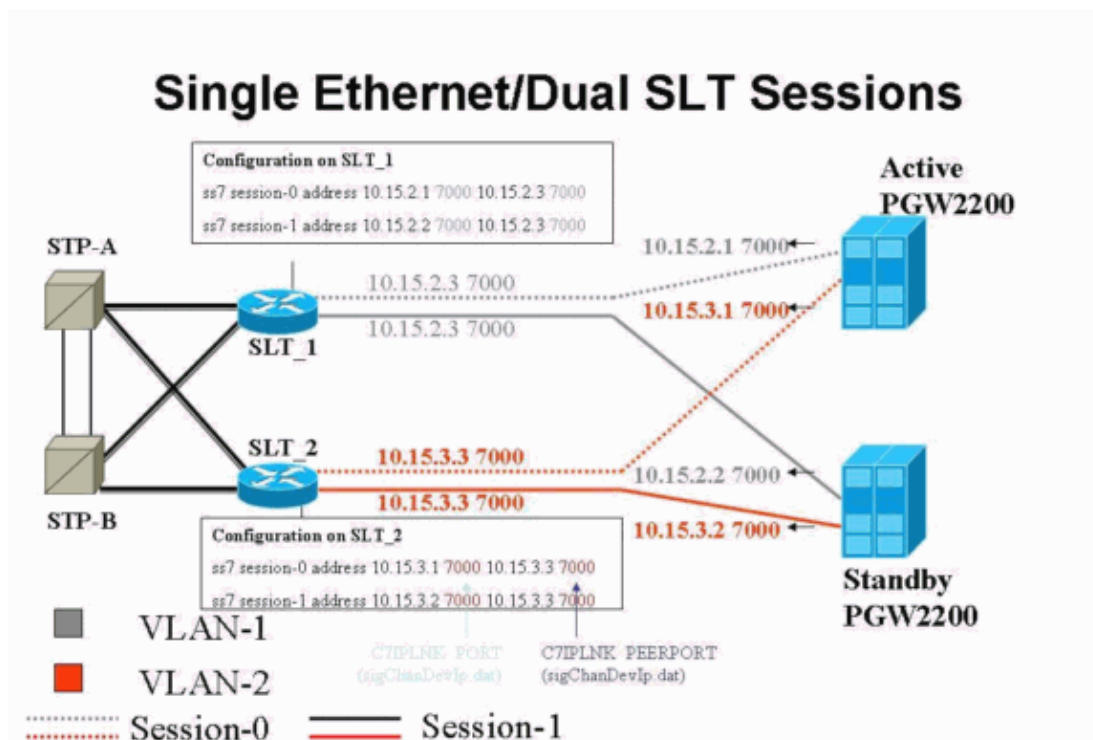 Single Ethernet/Dual SLT Sessions
Configuration on SLT_1
ss7 session-0 address 10.15.2.1 7000 10.15.2.3 7000
ss7 session-1 address 10.15.2.2 7000 10.15.2.3 7000
Active
PGW2200
STP-A
10.15.2.1 7000
10.15.2.3 7000
10.15.3.1 7000
10.15.2.3 7000
SLT_1
SLT_2
10.15.3.3 7000
10.15.2.2 7000
10.15.3.3 7000
STP-B
10.15.3.2 7000
Configuration on SLT_2
ss7 session-0 address 10.15.3.1 7000 10.15.3.3 7000
ss7 session-1 address 10.15.3.2 7000 10.15.3.3 7000
Standby
PGW2200
VLAN-1
C7IPLNK PORT
(sigChanDevIp.dat)
C7IPLNK PEERPORT
(sigChanDevIp.dat)
VLAN-2
Session-0
Session-1